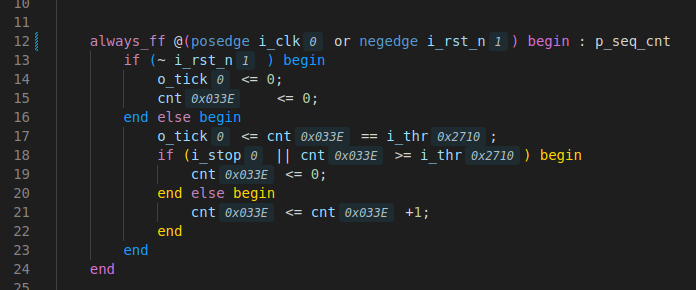 10
11
12 always_ff @(posedge i_clk 0 or negedge i_rst_n 1 ) begin : p_seq_cnt
13 if (~ i_rst_n 1 ) begin
14 o_tick 0 <= 0;
15 cnt 0x033E <= 0;
16 end else begin
17 o_tick 0 <= cnt 0x033E == i_thr 0x2710 ;
18 if (i_stop 0 || cnt 0x033E >= i_thr 0x2710 ) begin
19 cnt 0x033E <= 0;
20 end else begin
21 cnt 0x033E <= cnt 0x033E +1;
22 end
23 end
24 end
25